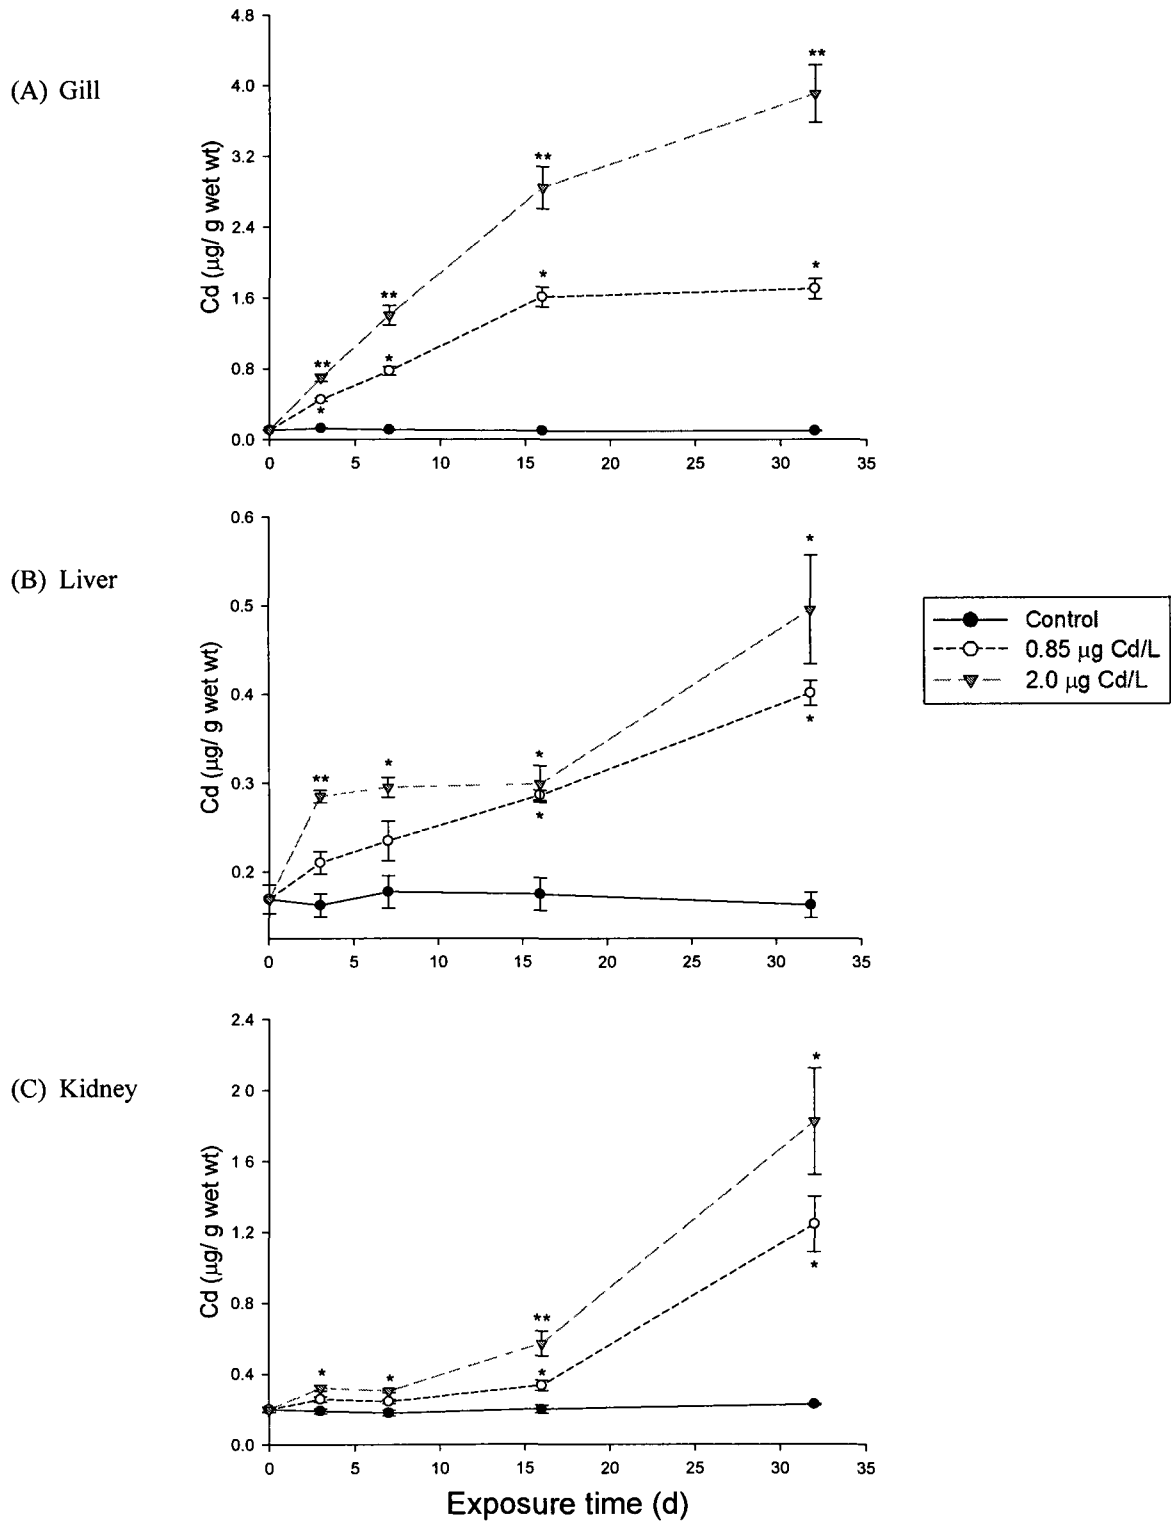 4.8
(A) Gill
4.0
**
3.2
**
Cd (µg/ g wet wt)
2.4
*
*
1.6
**
*
0.8
**
*
0.0
0 5 10 15 20 25 30 35
0.6
*
(B) Liver
0.5
Control
0.85 µg Cd/L
2.0 µg Cd/L
Cd (µg/ g wet wt)
0.4
*
0.3
** * *
*
0.2
0 5 10 15 20 25 30 35
2.4
(C) Kidney
*
2 0
1 6
Cd (µg/ g wet wt)
1.2
*
0.8
**
0.4
* * *
0.0
0 5 10 15 20 25 30 35
Exposure time (d)